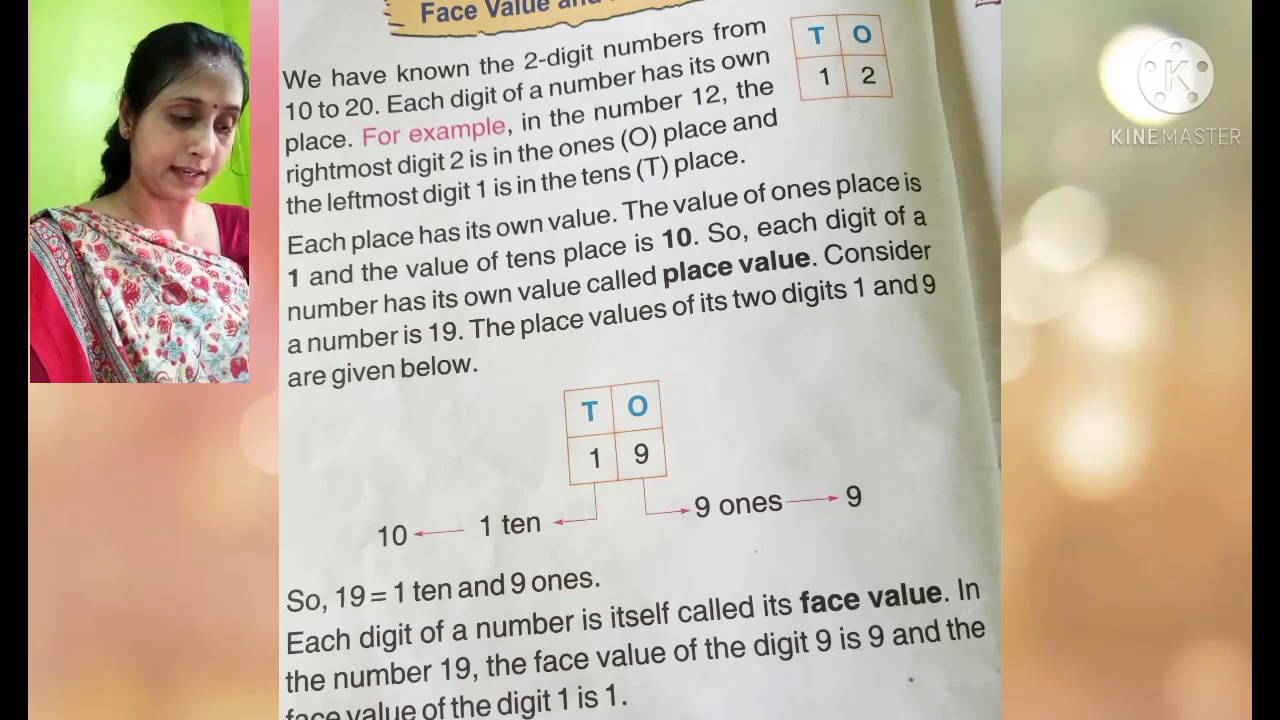 Face Value and
We have known the 2-digit numbers from
10 to 20. Each digit of a number has its own
place. For example, in the number 12, the
rightmost digit 2 is in the ones (O) place and
the leftmost digit 1 is in the tens (T) place.
T O
1 2
Each place has its own value. The value of ones place is
1 and the value of tens place is 10. So, each digit of a
number has its own value called place value. Consider
a number is 19. The place values of its two digits 1 and 9
are given below.
T O
1 9
10 1 ten 9 ones 9
So, 19 = 1 ten and 9 ones.
Each digit of a number is itself called its face value. In
the number 19, the face value of the digit 9 is 9 and the
face value of the digit 1 is 1.
K
KINEMASTER